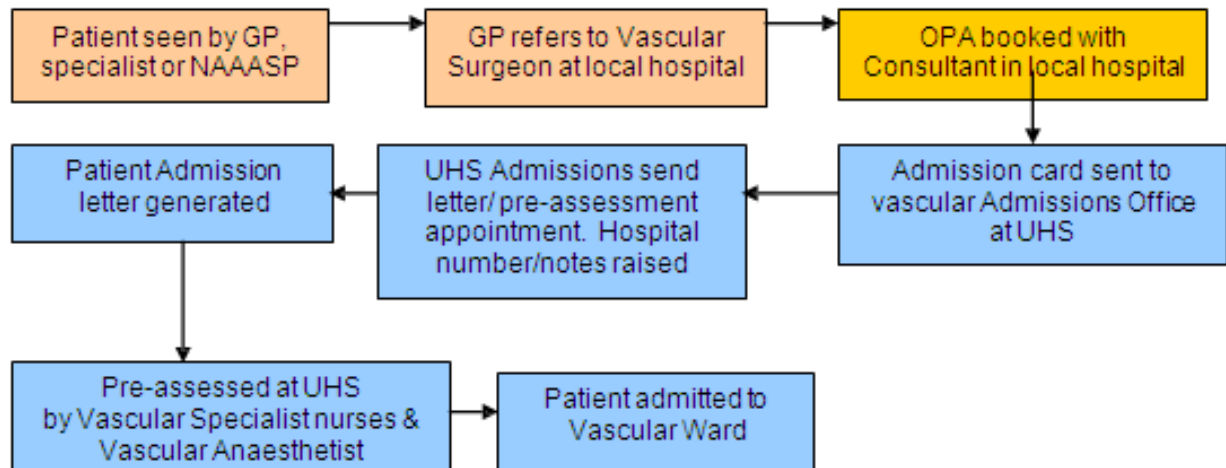 Patient seen by GP,
specialist or NAAASP
GP refers to Vascular
Surgeon at local hospital
OPA booked with
Consultant in local hospital
Admission card sent to
vascular Admissions Office
at UHS
UHS Admissions send
letter/ pre-assessment
appointment. Hospital
number/notes raised
Patient Admission
letter generated
Pre-assessed at UHS
by Vascular Specialist nurses &
Vascular Anaesthetist
Patient admitted to
Vascular Ward